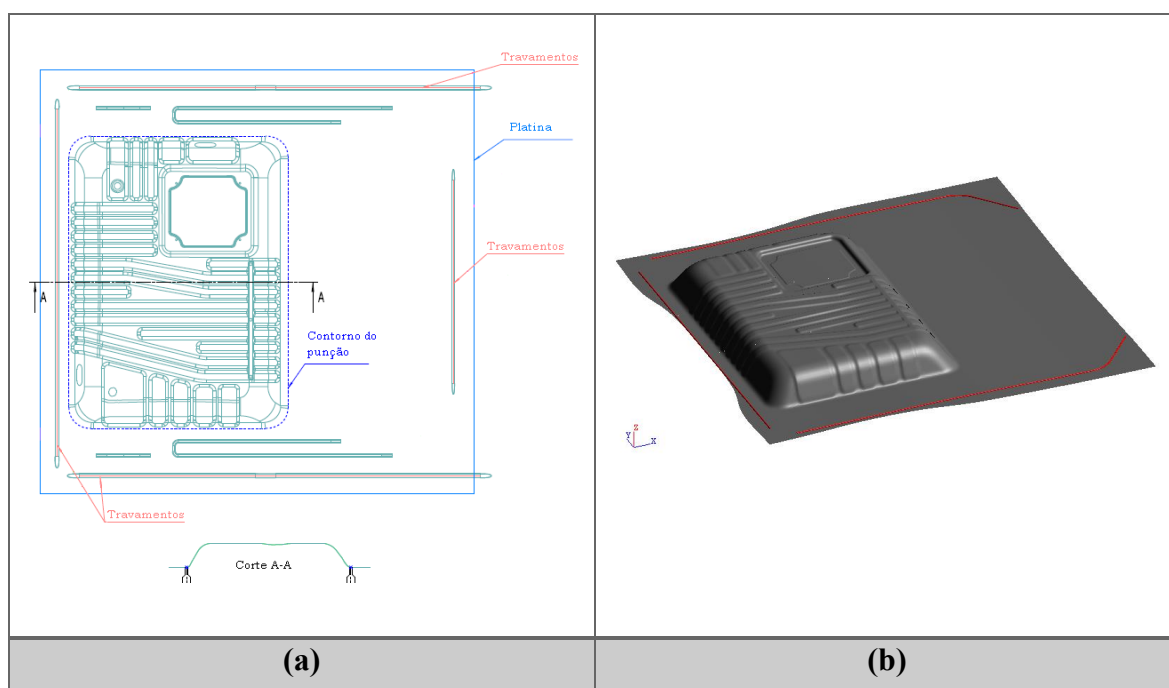 Travamentos
Platina
Travamentos
A
A
Contorno do
punção
Travamentos
Corte A-A
Z
Y
X
(a)
(b)